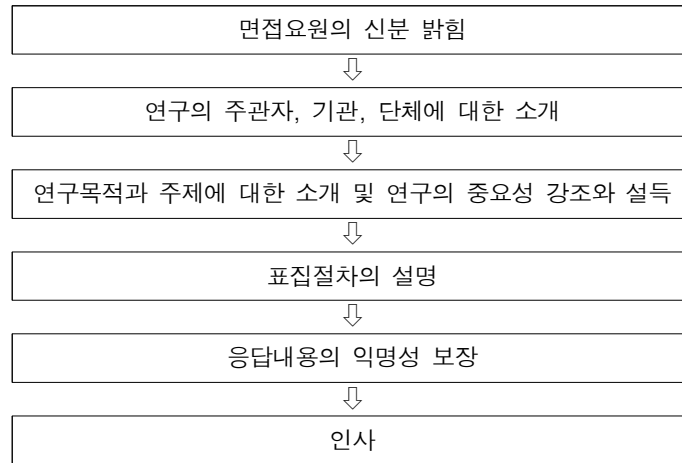 면접요원의 신분 밝힘
연구의 주관자, 기관, 단체에 대한 소개
연구목적과 주제에 대한 소개 및 연구의 중요성 강조와 설득
표집절차의 설명
응답내용의 익명성 보장
인사